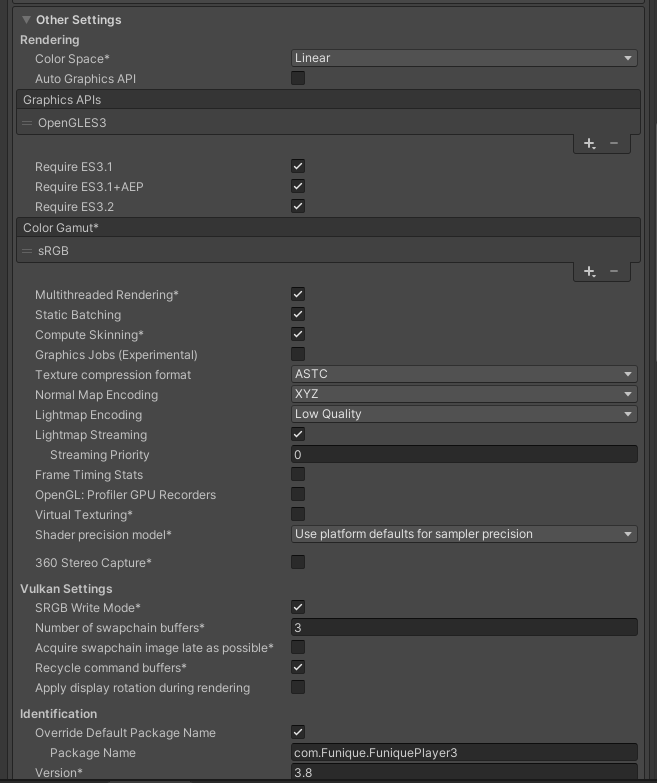 Other Settings
Rendering
Color Space* Linear
Auto Graphics API
Graphics APIs
OpenGLES3
Require ES3.1
Require ES3.1+AEP
Require ES3.2
Color Gamut*
sRGB
Multithreaded Rendering*
Static Batching
Compute Skinning*
Graphics Jobs (Experimental)
Texture compression format ASTC
Normal Map Encoding XYZ
Lightmap Encoding Low Quality
Lightmap Streaming
Streaming Priority 0
Frame Timing Stats
OpenGL: Profiler GPU Recorders
Virtual Texturing*
Shader precision model* Use platform defaults for sampler precision
360 Stereo Capture*
Vulkan Settings
SRGB Write Mode*
Number of swapchain buffers* 3
Acquire swapchain image late as possible*
Recycle command buffers*
Apply display rotation during rendering
Identification
Override Default Package Name
Package Name com.Funique.FuniquePlayer3
Version* 3.8